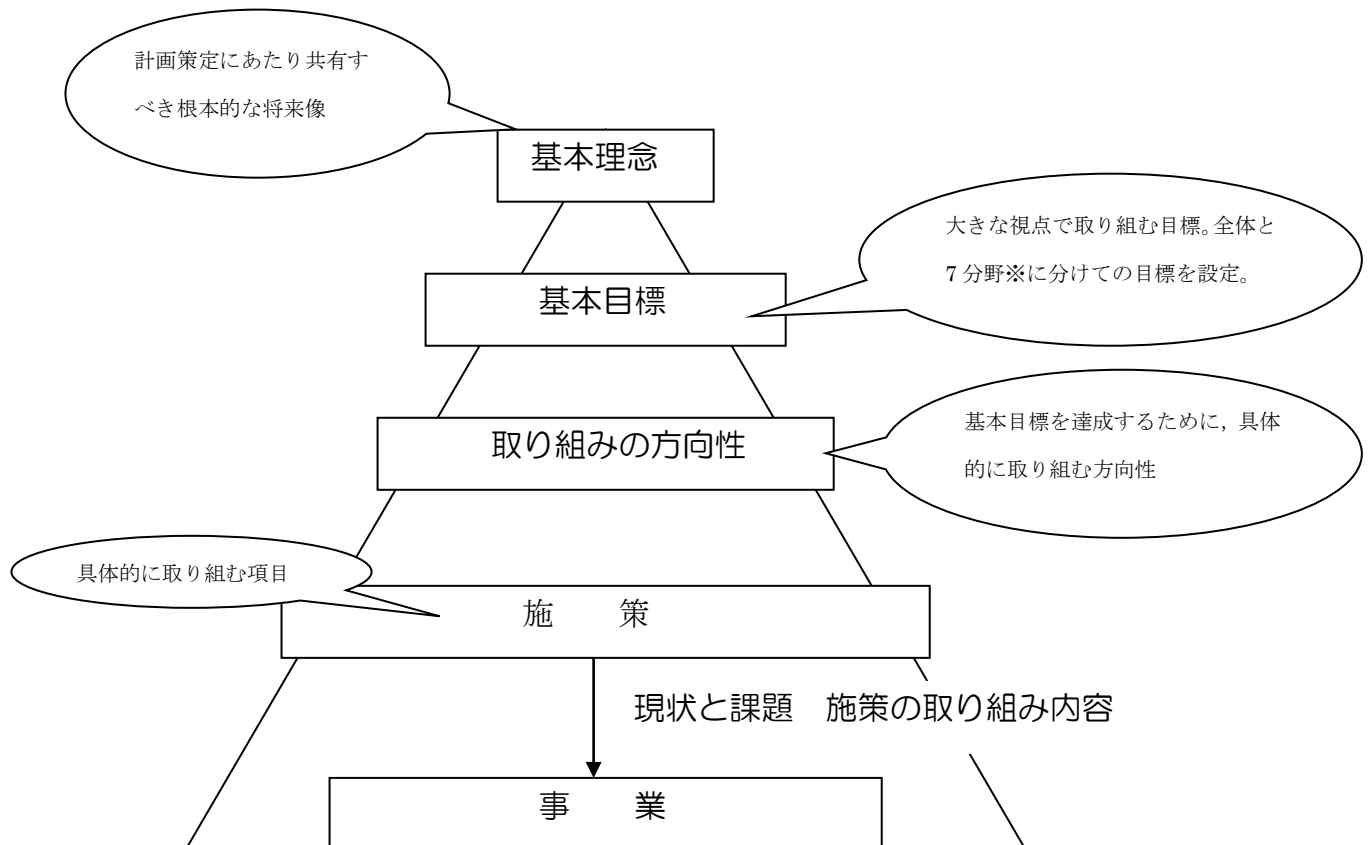 計画策定にあたり共有す
べき根本的な将来像
基本理念
大きな視点で取り組む目標。全体と
7分野※に分けての目標を設定。
基本目標
基本目標を達成するために，具体
的に取り組む方向性
取り組みの方向性
具体的に取り組む項目
施　　策
現状と課題　施策の取り組み内容
事　　業